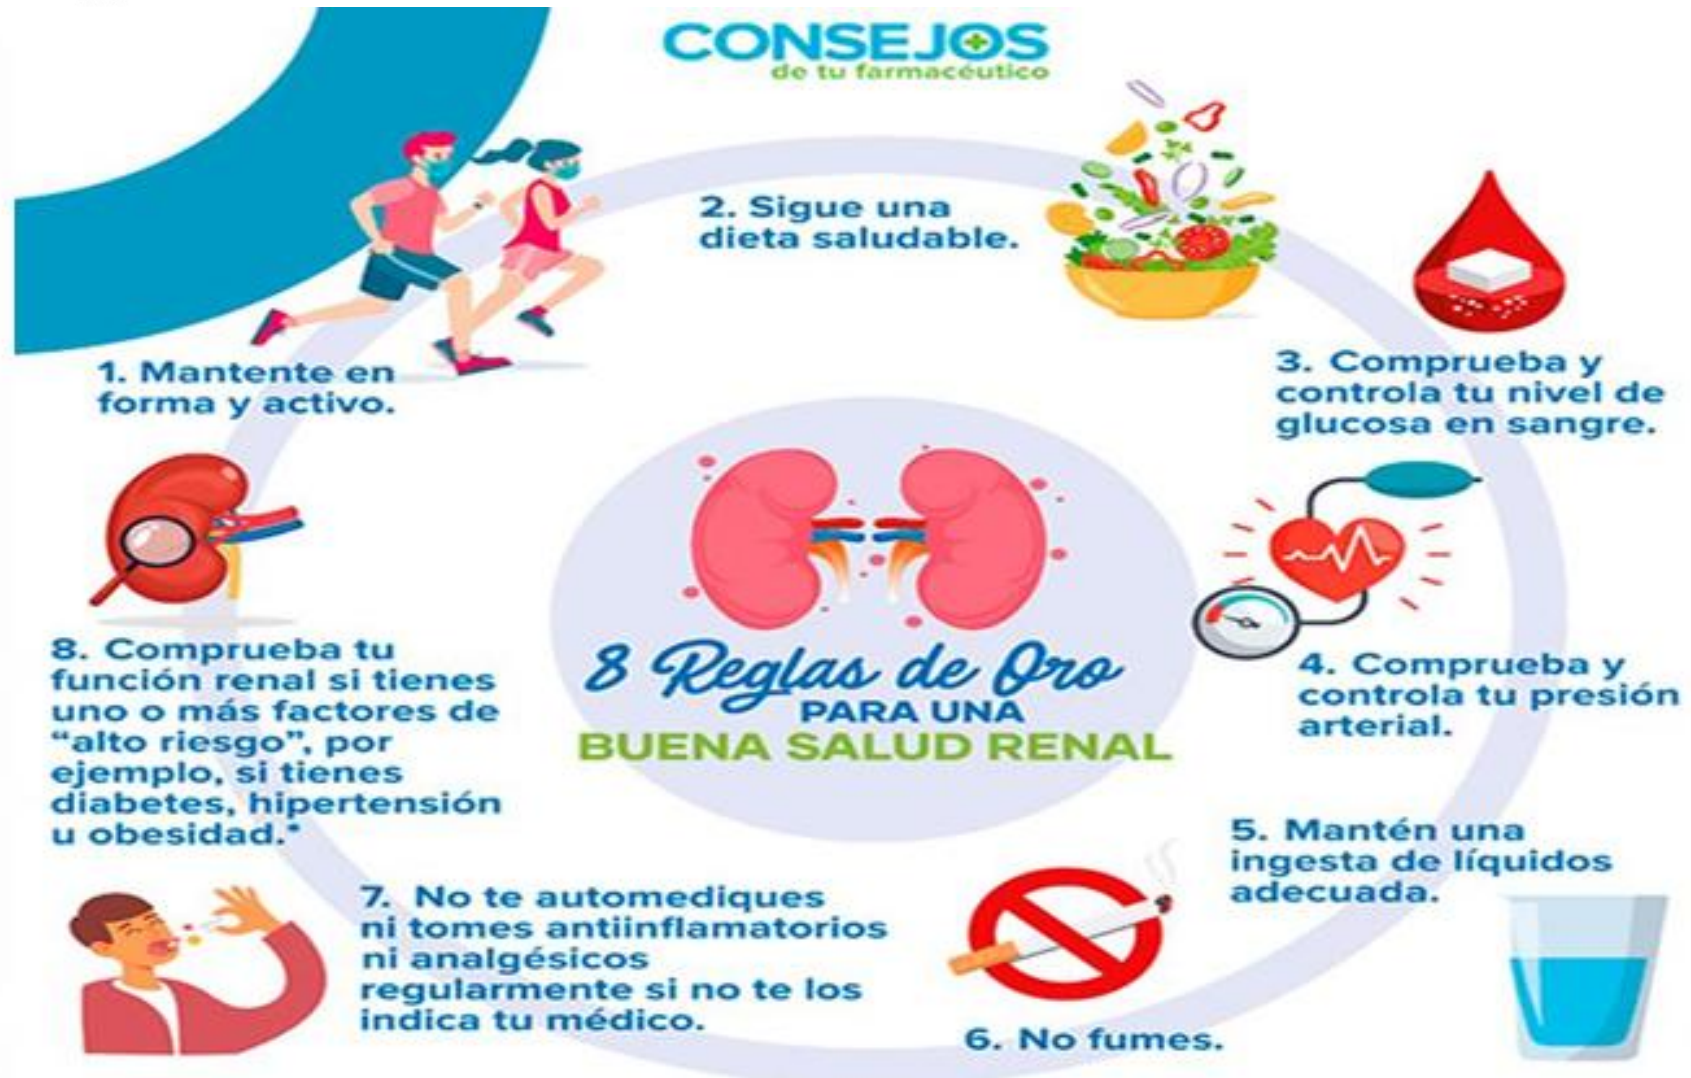 CONSEJOS
de tu farmacéutico
1. Mantente en
forma y activo.
2. Sigue una
dieta saludable.
3. Comprueba y
controla tu nivel de
glucosa en sangre.
4. Comprueba y
controla tu presión
arterial.
5. Mantén una
ingesta de líquidos
adecuada.
6. No fumes.
7. No te automediques
ni tomes antiinflamatorios
ni analgésicos
regularmente si no te los
indica tu médico.
8. Comprueba tu
función renal si tienes
uno o más factores de
“alto riesgo”, por
ejemplo, si tienes
diabetes, hipertensión
u obesidad.*
8 Reglas de Oro
PARA UNA
BUENA SALUD RENAL